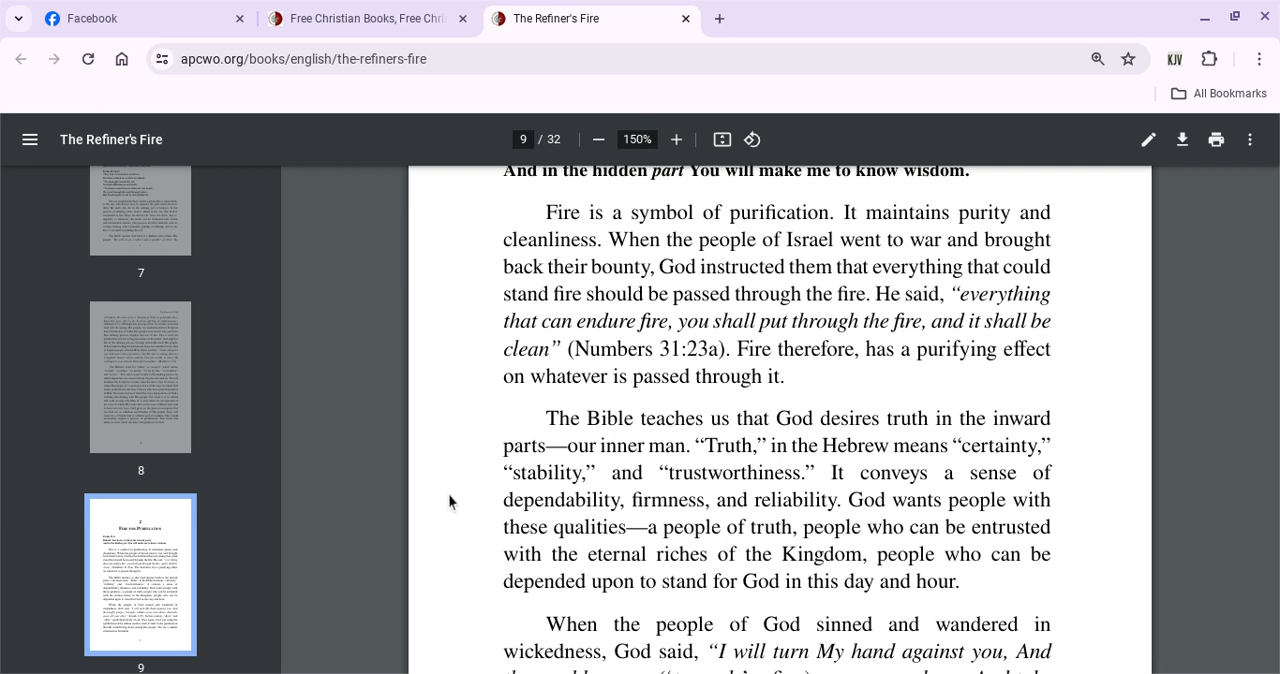 Facebook
Free Christian Books, Free Chri
The Refiner's Fire
apcwo.org/books/english/the-refiners-fire
KJV
All Bookmarks
The Refiner's Fire
9 / 32
150%
7
8
9
And in the hidden part You will make me to know wisdom.
Fire is a symbol of purification. It maintains purity and
cleanliness. When the people of Israel went to war and brought
back their bounty, God instructed them that everything that could
stand fire should be passed through the fire. He said, “everything
that can endure fire, you shall put through the fire, and it shall be
clean” (Numbers 31:23a). Fire therefore, has a purifying effect
on whatever is passed through it.
The Bible teaches us that God desires truth in the inward
parts—our inner man. “Truth,” in the Hebrew means “certainty,”
“stability,” and “trustworthiness.” It conveys a sense of
dependability, firmness, and reliability. God wants people with
these qualities—a people of truth, people who can be entrusted
with the eternal riches of the Kingdom, people who can be
depended upon to stand for God in this day and hour.
When the people of God sinned and wandered in
wickedness, God said, “I will turn My hand against you, And